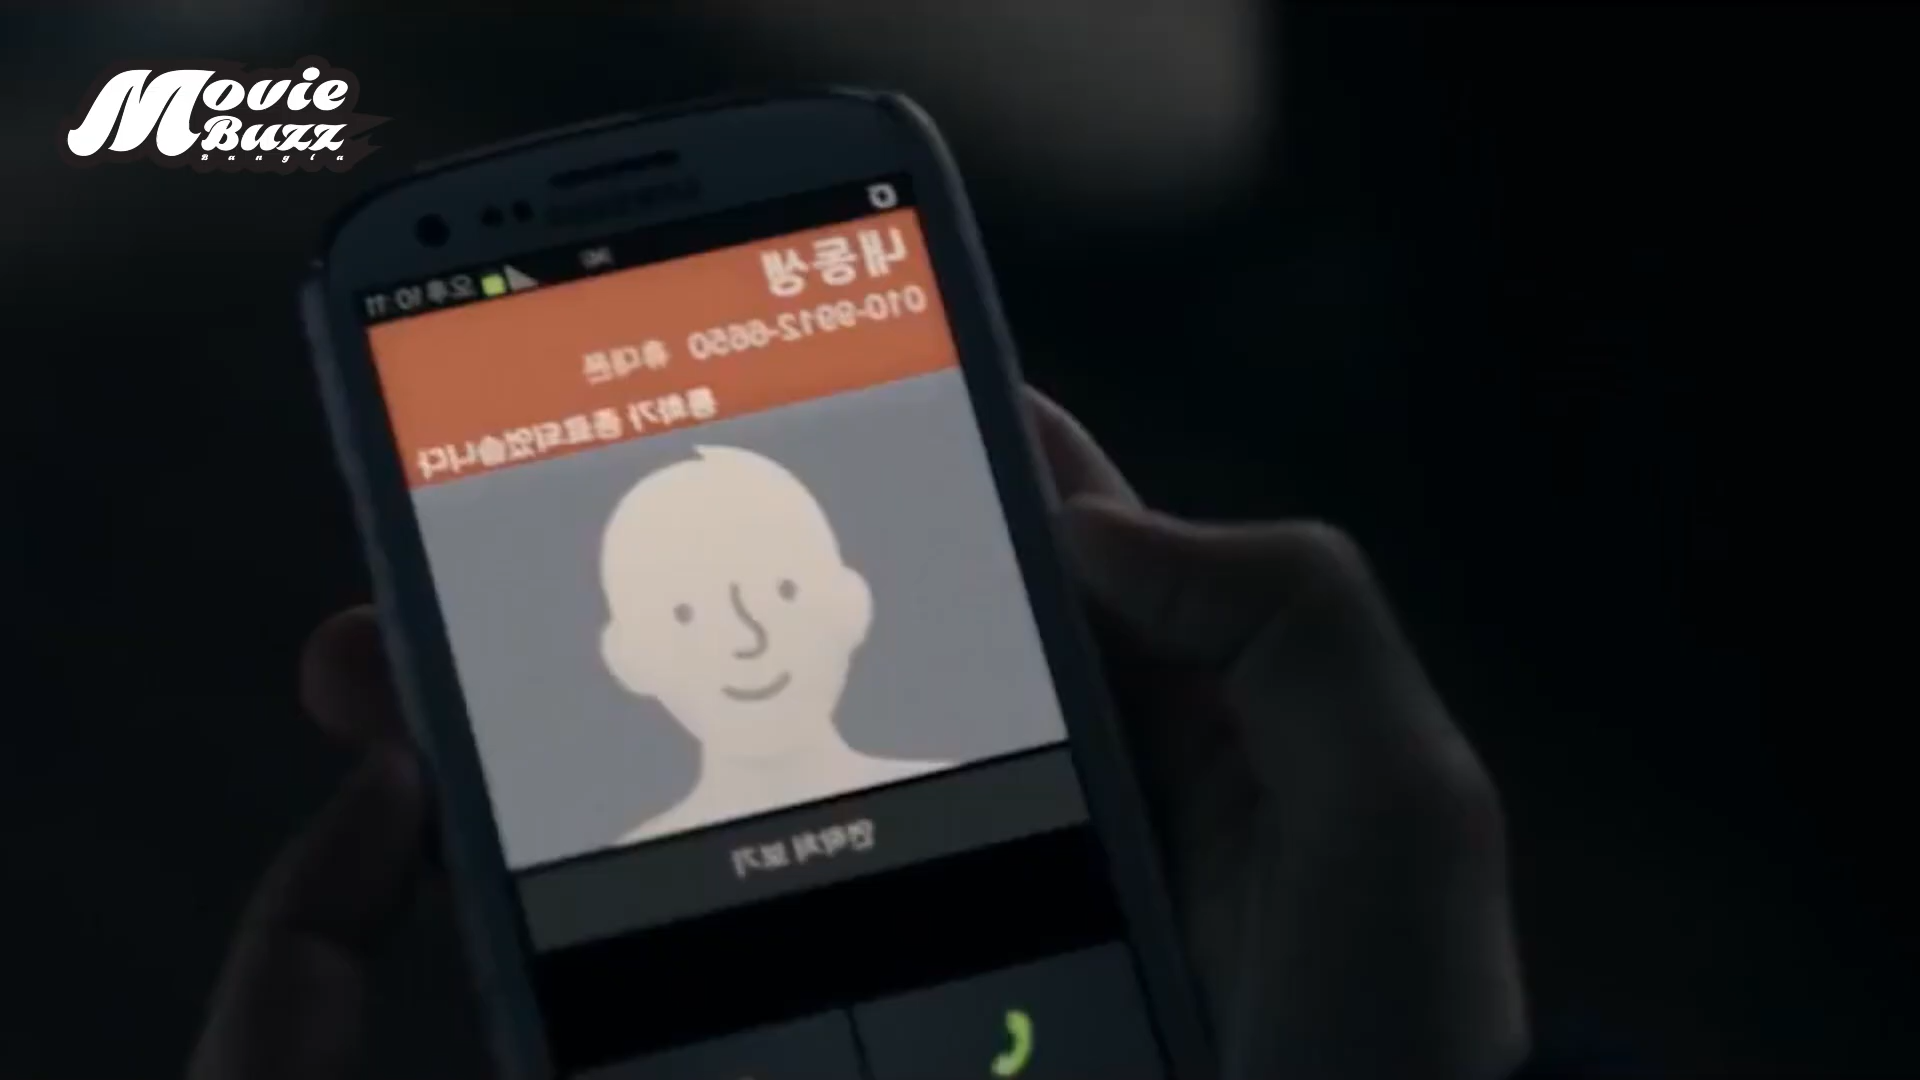 Movie
Buzz
Bangla
오후 10:11
내동생
010-9912-6650 휴대폰
통화가 종료되었습니다
연락처 보기